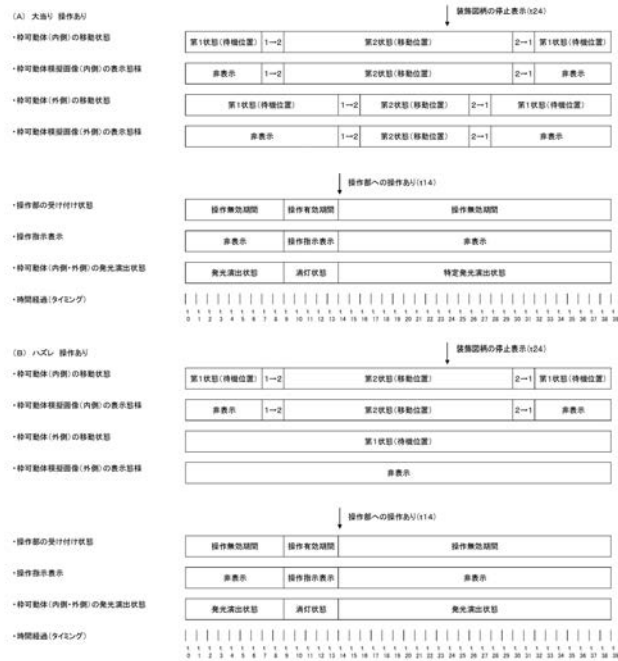 (A) 大当り 操作あり
装飾図柄の停止表示(t24)
・枠可動体(内側)の移動状態 第1状態(待機位置) 1→2 第2状態(移動位置) 2→1 第1状態(待機位置)
・枠可動体模擬画像(内側)の表示態様 非表示 1→2 第2状態(移動位置) 2→1 非表示
・枠可動体(外側)の移動状態 第1状態(待機位置) 1→2 第2状態(移動位置) 2→1 第1状態(待機位置)
・枠可動体模擬画像(外側)の表示態様 非表示 1→2 第2状態(移動位置) 2→1 非表示
操作部への操作あり(t14)
・操作部の受け付け状態 操作無効期間 操作有効期間 操作無効期間
・操作指示表示 非表示 操作指示表示 非表示
・枠可動体(内側・外側)の発光演出状態 発光演出状態 消灯状態 特定発光演出状態
・時間経過(タイミング)
t t t t t t t t t t t t t t t t t t t t t t t t t t t t t t t t t t t t t t t t
0 1 2 3 4 5 6 7 8 9 10 11 12 13 14 15 16 17 18 19 20 21 22 23 24 25 26 27 28 29 30 31 32 33 34 35 36 37 38 39
(B) ハズレ 操作あり
装飾図柄の停止表示(t24)
・枠可動体(内側)の移動状態 第1状態(待機位置) 1→2 第2状態(移動位置) 2→1 第1状態(待機位置)
・枠可動体模擬画像(内側)の表示態様 非表示 1→2 第2状態(移動位置) 2→1 非表示
・枠可動体(外側)の移動状態 第1状態(待機位置)
・枠可動体模擬画像(外側)の表示態様 非表示
操作部への操作あり(t14)
・操作部の受け付け状態 操作無効期間 操作有効期間 操作無効期間
・操作指示表示 非表示 操作指示表示 非表示
・枠可動体(内側・外側)の発光演出状態 発光演出状態 消灯状態 発光演出状態
・時間経過(タイミング)
t t t t t t t t t t t t t t t t t t t t t t t t t t t t t t t t t t t t t t t t
0 1 2 3 4 5 6 7 8 9 10 11 12 13 14 15 16 17 18 19 20 21 22 23 24 25 26 27 28 29 30 31 32 33 34 35 36 37 38 39